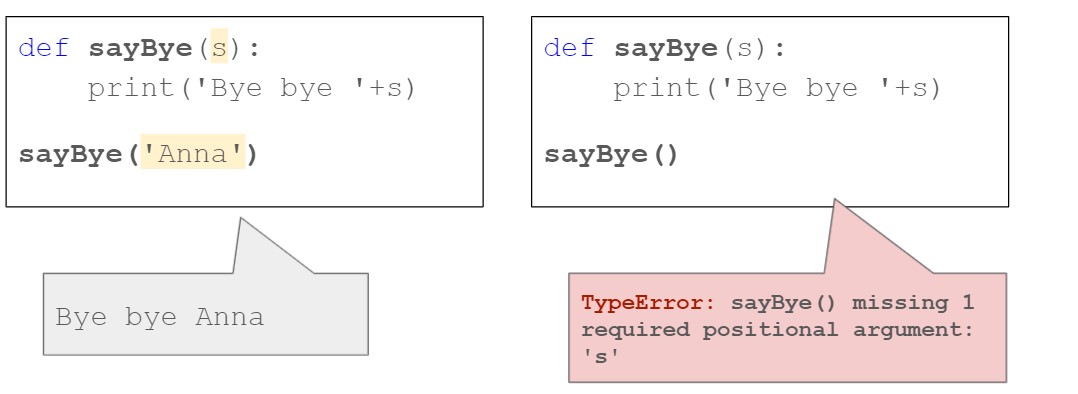 def sayBye(s):
    print('Bye bye '+s)
sayBye('Anna')
Bye bye Anna
def sayBye(s):
    print('Bye bye '+s)
sayBye()
TypeError: sayBye() missing 1
required positional argument:
's'